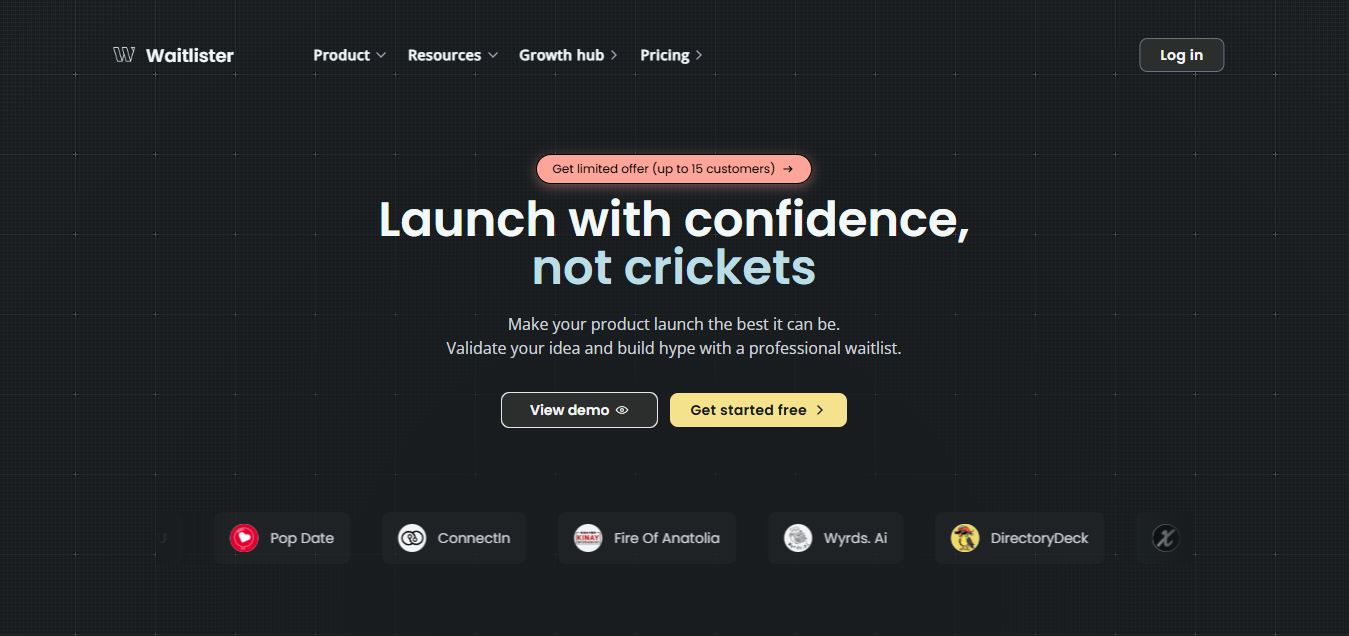 Waitlister
Product
Resources
Growth hub
Pricing
Log in
Get limited offer (up to 15 customers) →
Launch with confidence,
not crickets
Make your product launch the best it can be.
Validate your idea and build hype with a professional waitlist.
View demo
Get started free
Pop Date
ConnectIn
KINAY
Fire Of Anatolia
Wyrds. Ai
DirectoryDeck